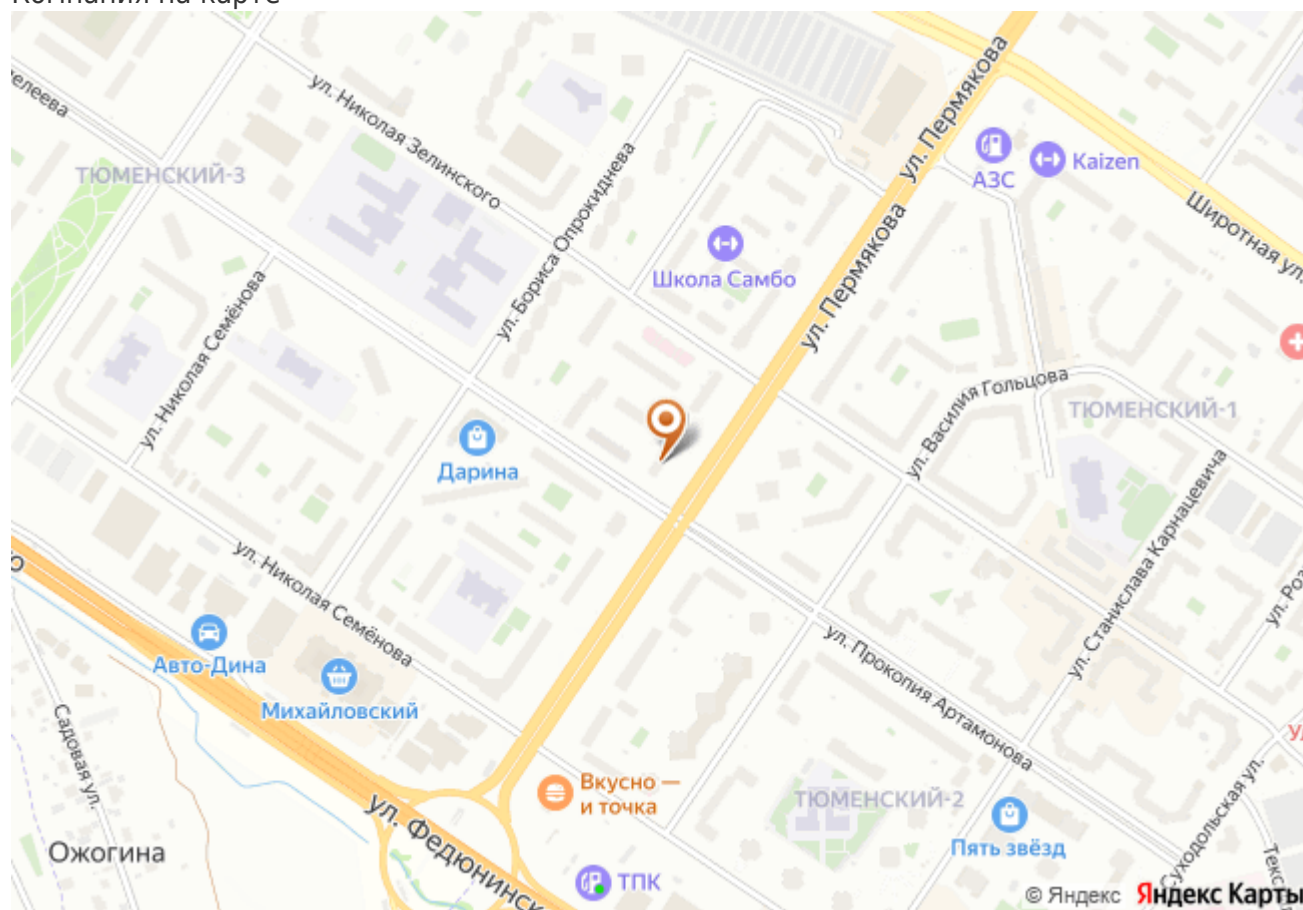 Компания на карте
ул. Пермякова
елеева
ул. Николая Зелинского
АЗС
Kaizen
ТЮМЕНСКИЙ-3
ул. Бориса Опрокиднева
Широтная ул.
Школа Самбо
ул. Пермякова
ул. Николая Семёнова
ул. Василия Гольцова
ТЮМЕНСКИЙ-1
Дарина
ул. Станислава Карнацевича
ул. Николая Семёнова
ул. Роз
Авто-Дина
ул. Прокопия Артамонова
Михайловский
Садовая ул.
Вкусно —
и точка
ТЮМЕНСКИЙ-2
Суходольская ул.
ул. Федюнинск
Пять звёзд
Ожогина
ТПК
© Яндекс Яндекс Карты